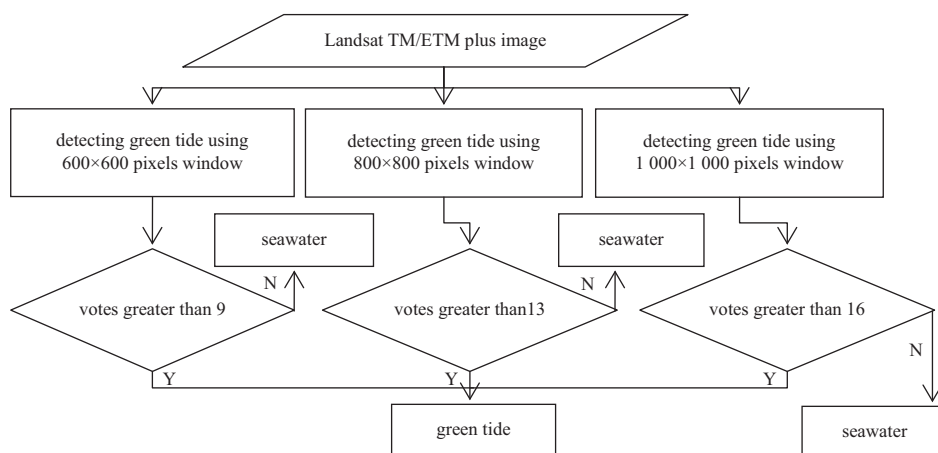 Landsat TM/ETM plus image
detecting green tide using
600×600 pixels window
detecting green tide using
800×800 pixels window
detecting green tide using
1 000×1 000 pixels window
seawater
seawater
votes greater than 9
N
votes greater than13
N
votes greater than 16
N
Y
Y
Y
green tide
seawater